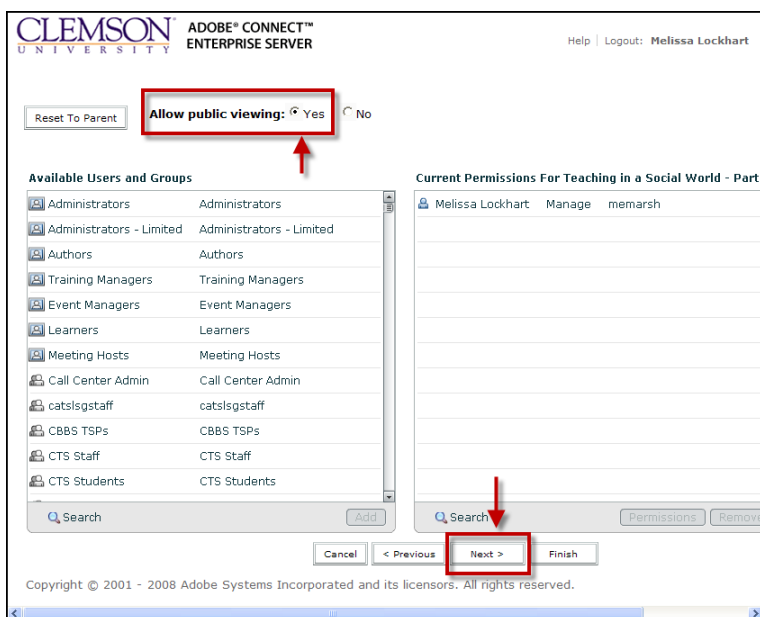 CLEMSON
UNIVERSITY
ADOBE® CONNECT™
ENTERPRISE SERVER
Help | Logout: Melissa Lockhart
Reset To Parent
Allow public viewing: Yes No
Available Users and Groups
Administrators Administrators
Administrators - Limited Administrators - Limited
Authors Authors
Training Managers Training Managers
Event Managers Event Managers
Learners Learners
Meeting Hosts Meeting Hosts
Call Center Admin Call Center Admin
catslsgstaff catslsgstaff
CBBS TSPs CBBS TSPs
CTS Staff CTS Staff
CTS Students CTS Students
Search Add
Current Permissions For Teaching in a Social World - Part
Melissa Lockhart Manage memarsh
Search Permissions Remove
Cancel < Previous Next > Finish
Copyright © 2001 - 2008 Adobe Systems Incorporated and its licensors. All rights reserved.